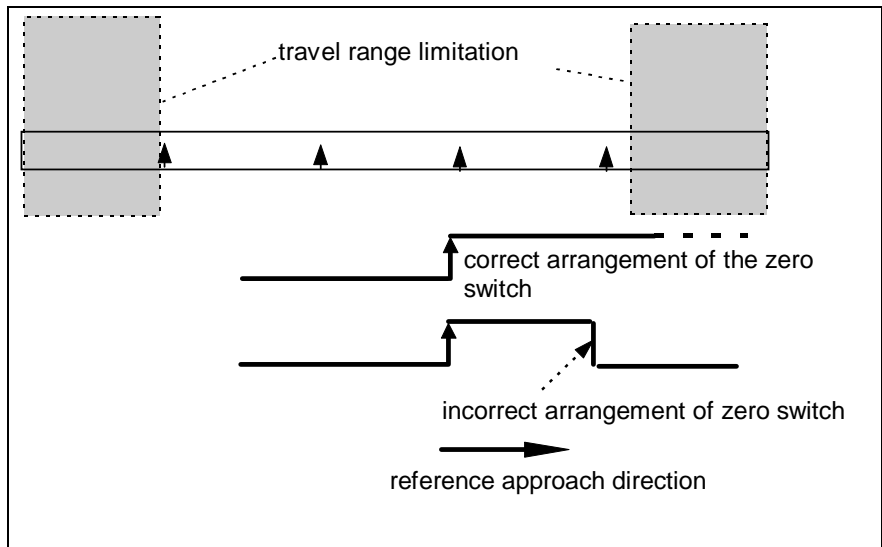 travel range limitation
correct arrangement of the zero
switch
incorrect arrangement of zero switch
reference approach direction